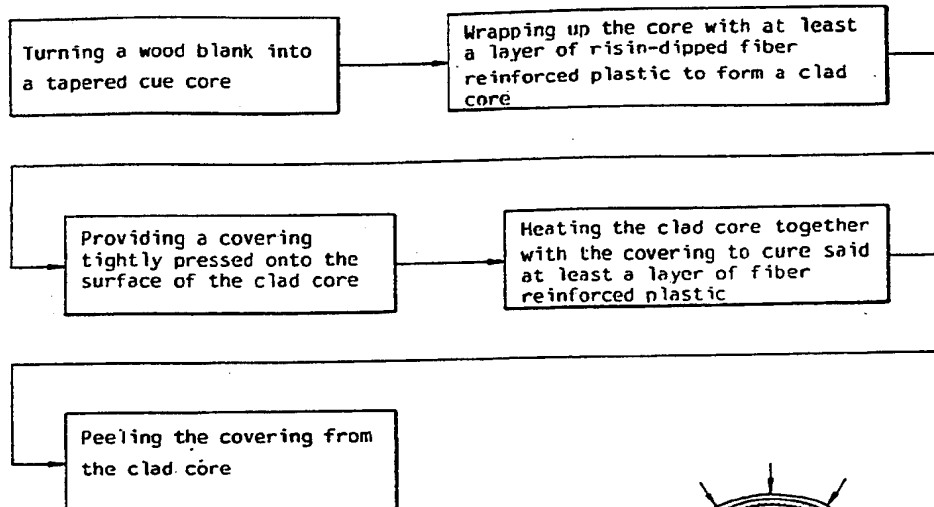 Turning a wood blank into
a tapered cue core
Wrapping up the core with at least
a layer of risin-dipped fiber
reinforced plastic to form a clad
core
Providing a covering
tightly pressed onto the
surface of the clad core
Heating the clad core together
with the covering to cure said
at least a layer of fiber
reinforced plastic
Peeling the covering from
the clad core